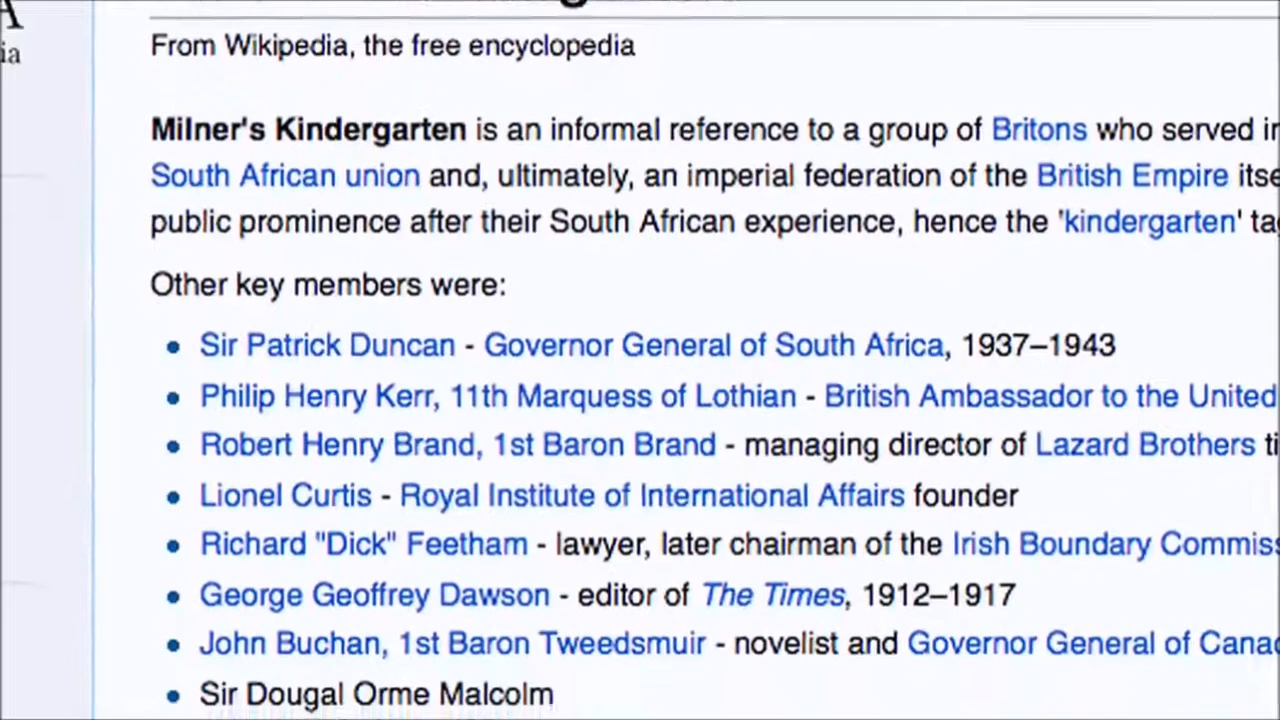 A
ia
From Wikipedia, the free encyclopedia
Milner's Kindergarten is an informal reference to a group of Britons who served in
South African union and, ultimately, an imperial federation of the British Empire itse
public prominence after their South African experience, hence the 'kindergarten' ta
Other key members were:
• Sir Patrick Duncan - Governor General of South Africa, 1937–1943
• Philip Henry Kerr, 11th Marquess of Lothian - British Ambassador to the United
• Robert Henry Brand, 1st Baron Brand - managing director of Lazard Brothers ti
• Lionel Curtis - Royal Institute of International Affairs founder
• Richard "Dick" Feetham - lawyer, later chairman of the Irish Boundary Commiss
• George Geoffrey Dawson - editor of The Times, 1912–1917
• John Buchan, 1st Baron Tweedsmuir - novelist and Governor General of Canad
• Sir Dougal Orme Malcolm